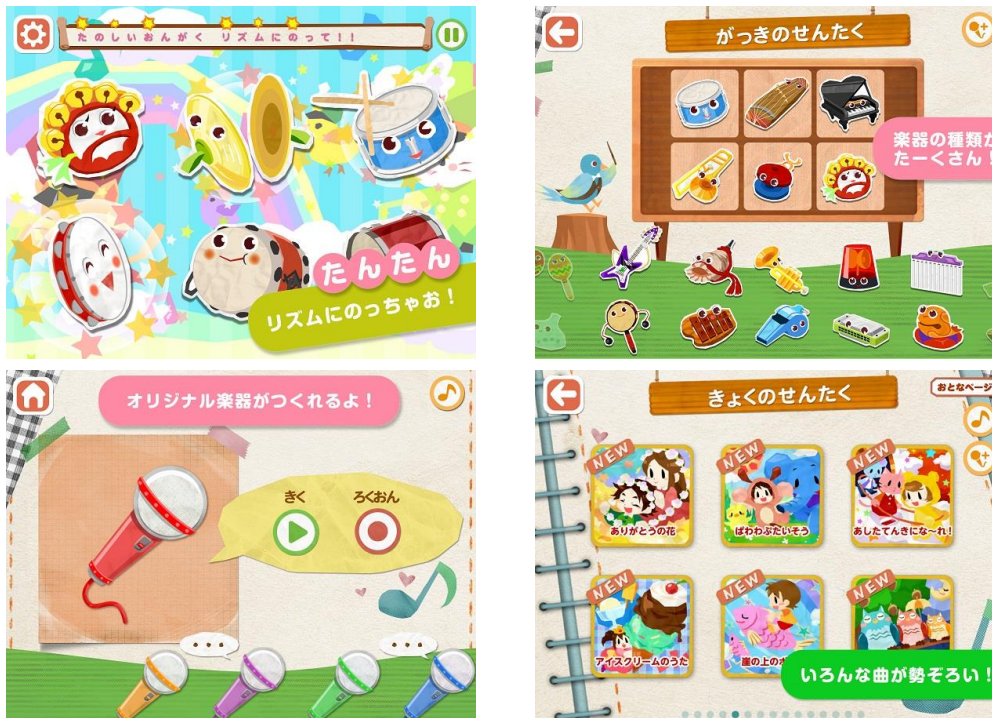 たのしいおんがく リズムにのって!!
たんたん
リズムにのっちゃお!
がっきのせんたく
楽器の種類が
たーくさん!
オリジナル楽器がつくれるよ!
きく
ろくおん
きょくのせんたく
おとなページ
NEW
NEW
NEW
ありがとうの花
ぱわわぷたいそう
あしたてんきにな〜れ!
NEW
NEW
NEW
アイスクリームのうた
崖の上の
いろんな曲が勢ぞろい!